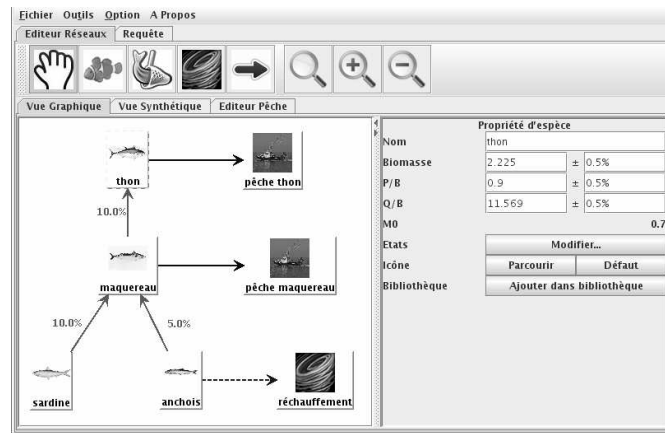 Fichier Outils Option A Propos
Editeur Réseaux Requête
Vue Graphique Vue Synthétique Editeur Pêche
thon
pêche thon
10.0%
maquereau
pêche maquereau
10.0%
5.0%
sardine
anchois
réchauffement
Propriété d'espèce
Nom thon
Biomasse 2.225 ± 0.5%
P/B 0.9 ± 0.5%
Q/B 11.569 ± 0.5%
M0 0.7
Etats Modifier...
Icône Parcourir Défaut
Bibliothèque Ajouter dans bibliothèque